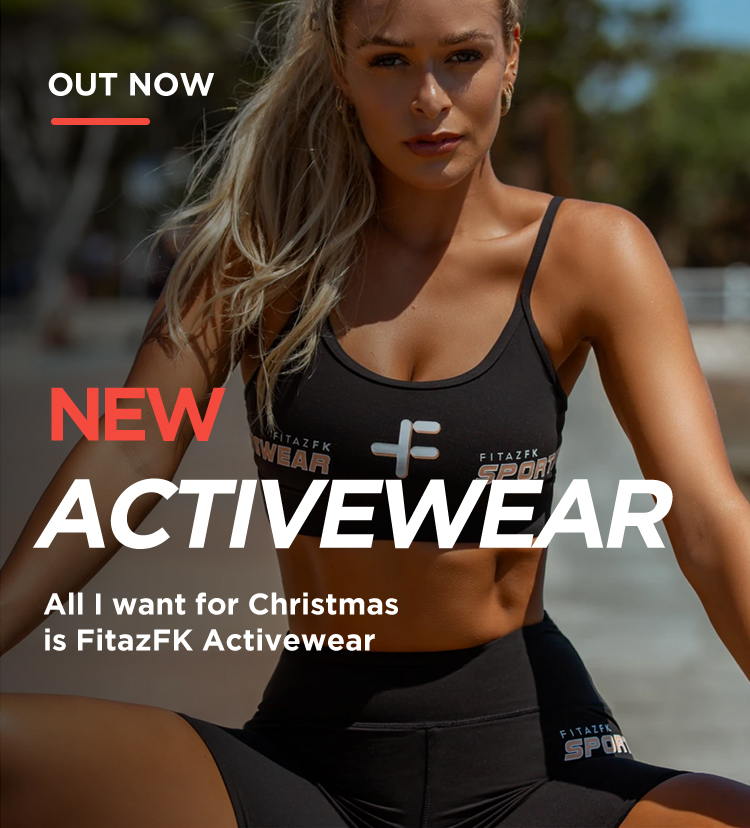 OUT NOW
NEW
FITAZFK
WEAR
FITAZFK
SPORT
ACTIVEWEAR
All I want for Christmas
is FitazFK Activewear
FITAZFK
SPORT